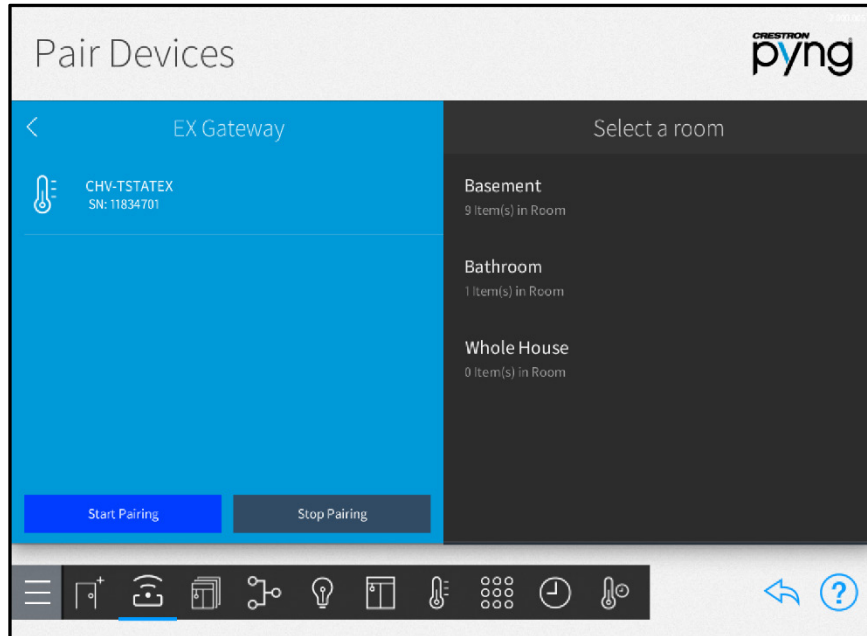 Pair Devices
CRESTRON
pyng
EX Gateway
Select a room
CHV-TSTATEX
SN: 11834701
Basement
9 Item(s) in Room
Bathroom
1 Item(s) in Room
Whole House
0 Item(s) in Room
Start Pairing
Stop Pairing
?